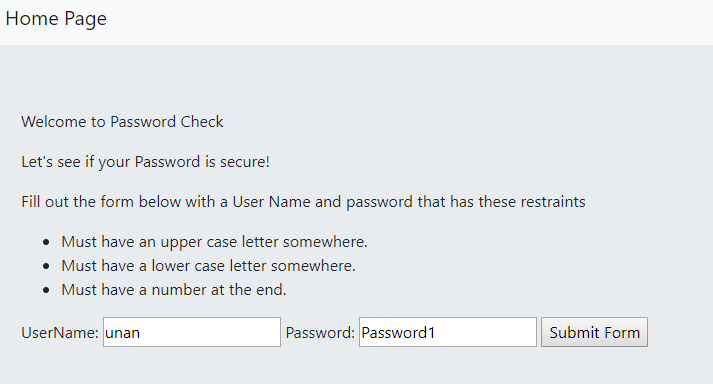 Home Page
Welcome to Password Check
Let's see if your Password is secure!
Fill out the form below with a User Name and password that has these restraints
• Must have an upper case letter somewhere.
• Must have a lower case letter somewhere.
• Must have a number at the end.
UserName: unan Password: Password1 Submit Form